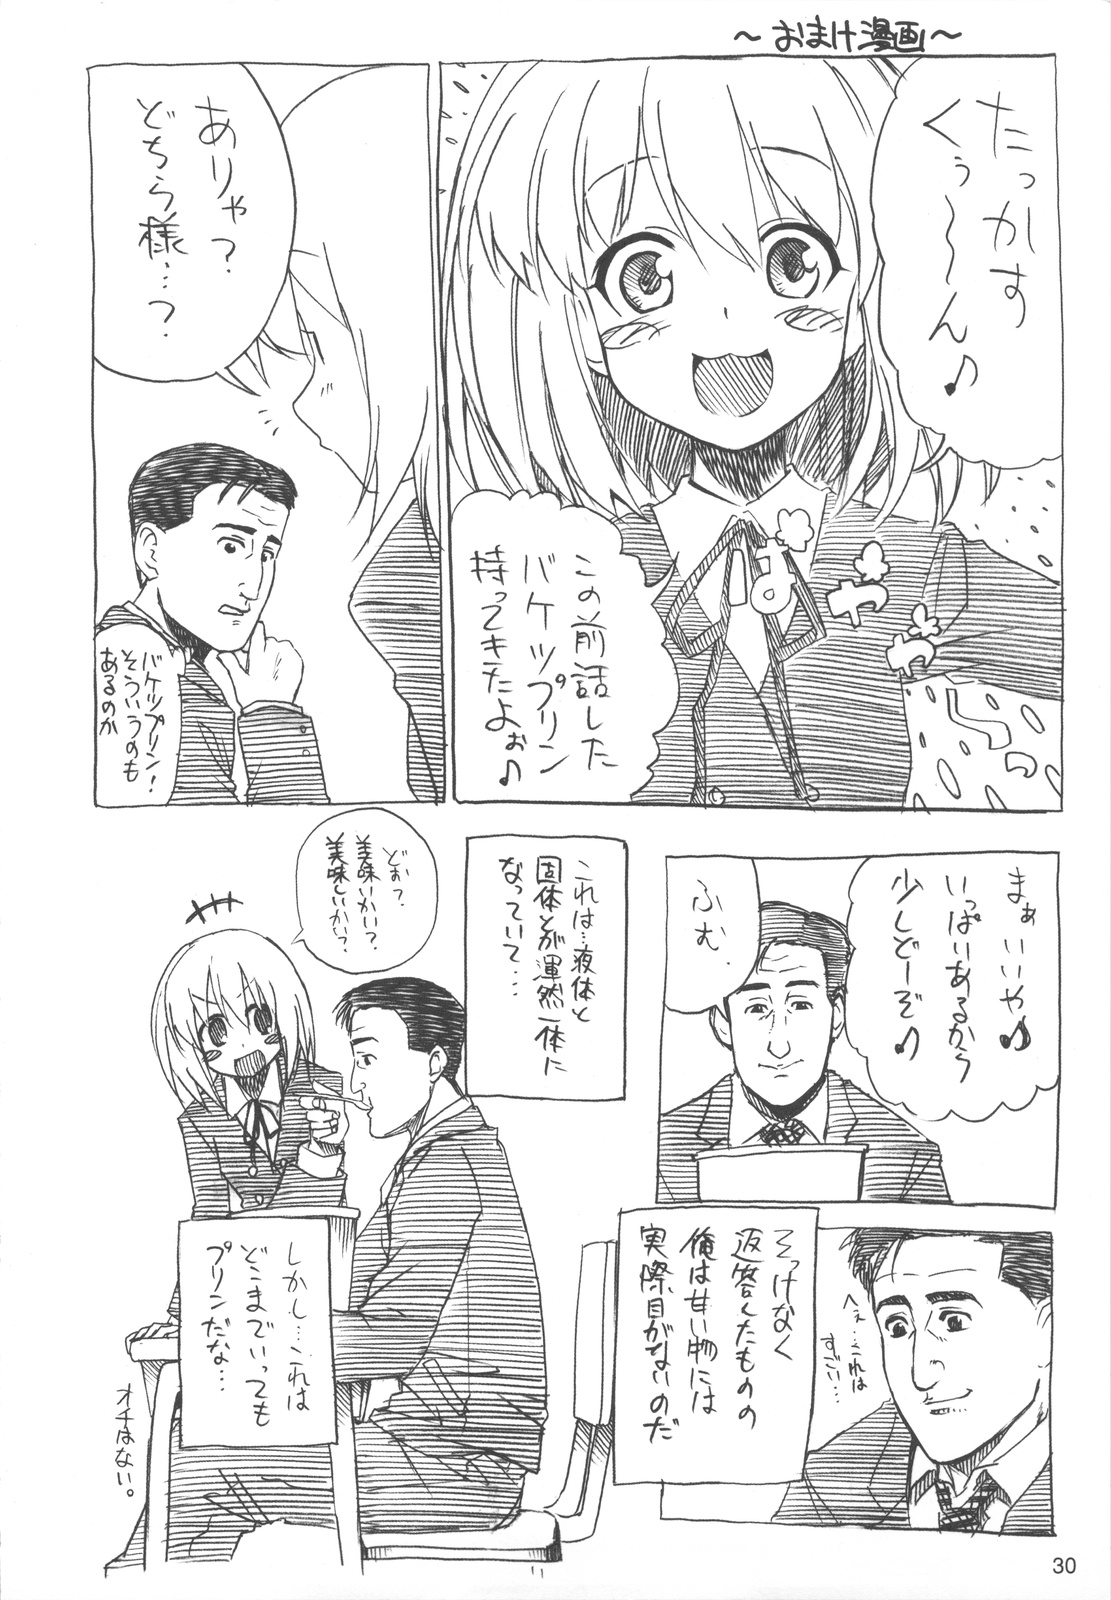 ～おまけ漫画～
たっかす
くぅ～～ん♪
この前話した
バケツプリン
持ってきたよぉ♪
まやや
ありゃ？
どちら様…？
バケツプリン！
そういうのも
あるのか
まぁいいや♪
いっぱいあるから
少しどーぞ♪
ふむ
へぇ…これは
すごい…
そっけなく
返答したものの
俺は甘い物には
実際目がないのだ
これは…液体と
固体とが渾然一体に
なっていて…
どぉ？
美味いかい？
美味しいかい？
しかし…これは
どこまでいっても
プリンだな…
オチはない。
30